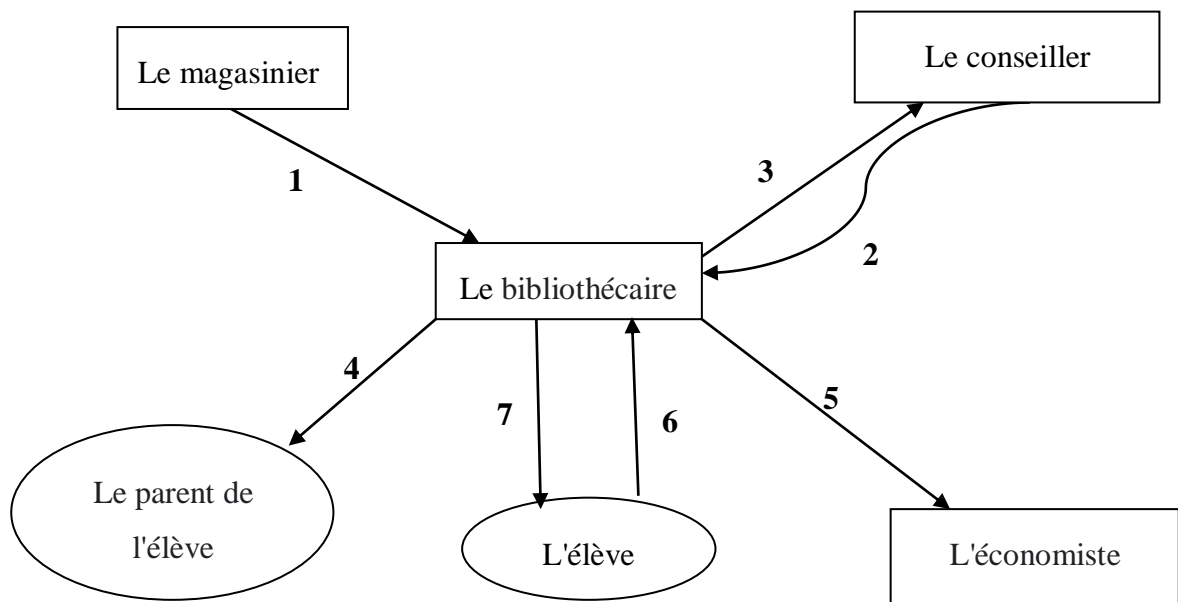 Le magasinier
Le conseiller
1
3
2
Le bibliothécaire
4
7
6
5
Le parent de
l'élève
L'élève
L'économiste